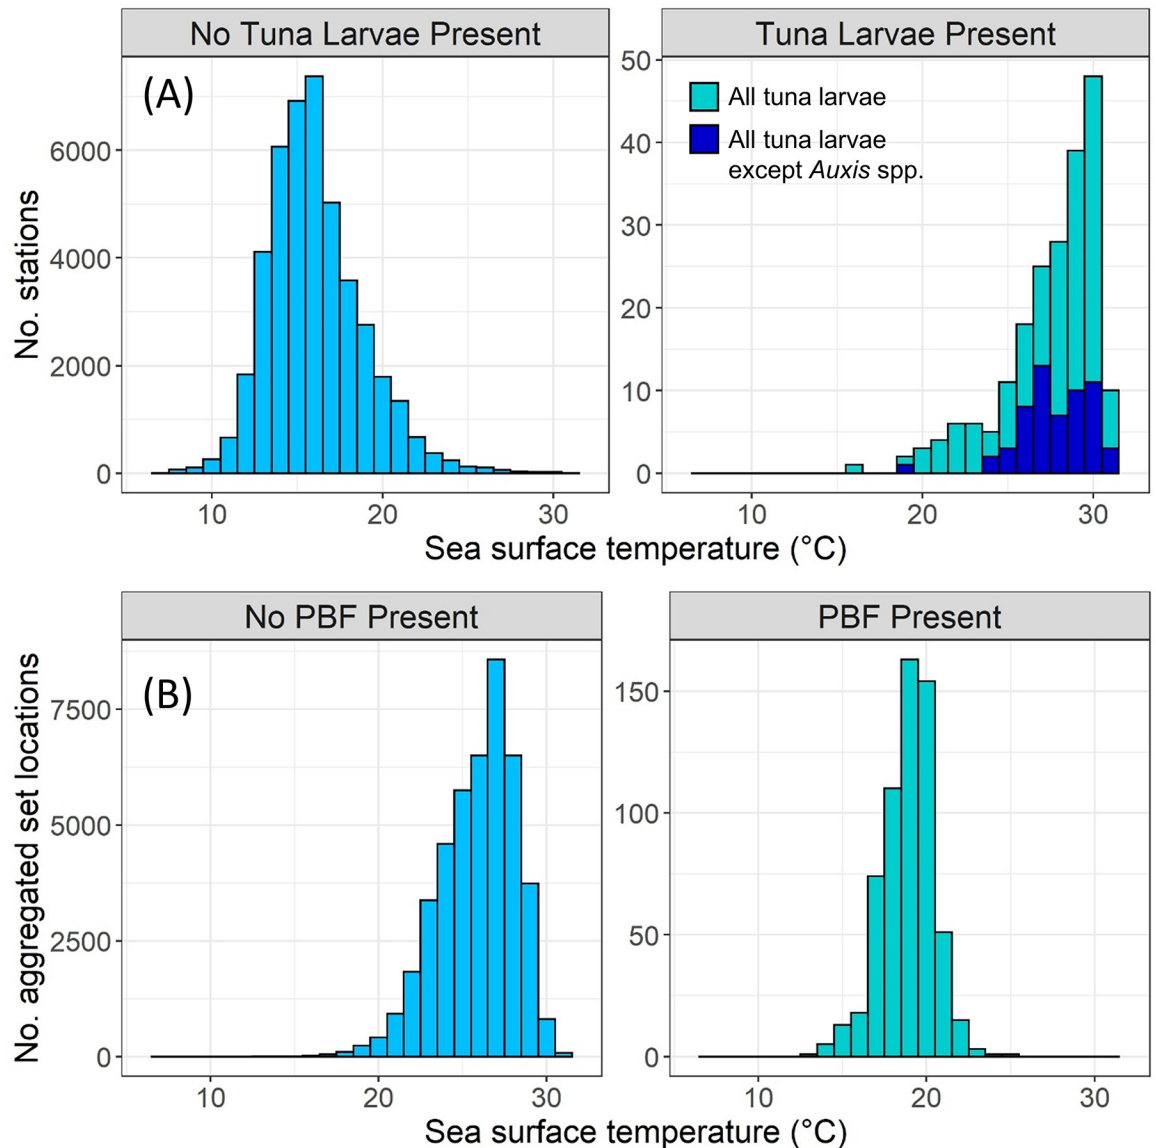 No Tuna Larvae Present
Tuna Larvae Present
(A)
All tuna larvae
All tuna larvae
except Auxis spp.
No. stations
6000
4000
2000
0
50
40
30
20
10
0
10 20 30
10 20 30
Sea surface temperature (°C)
No PBF Present
PBF Present
(B)
No. aggregated set locations
7500
5000
2500
0
150
100
50
0
10 20 30
10 20 30
Sea surface temperature (°C)